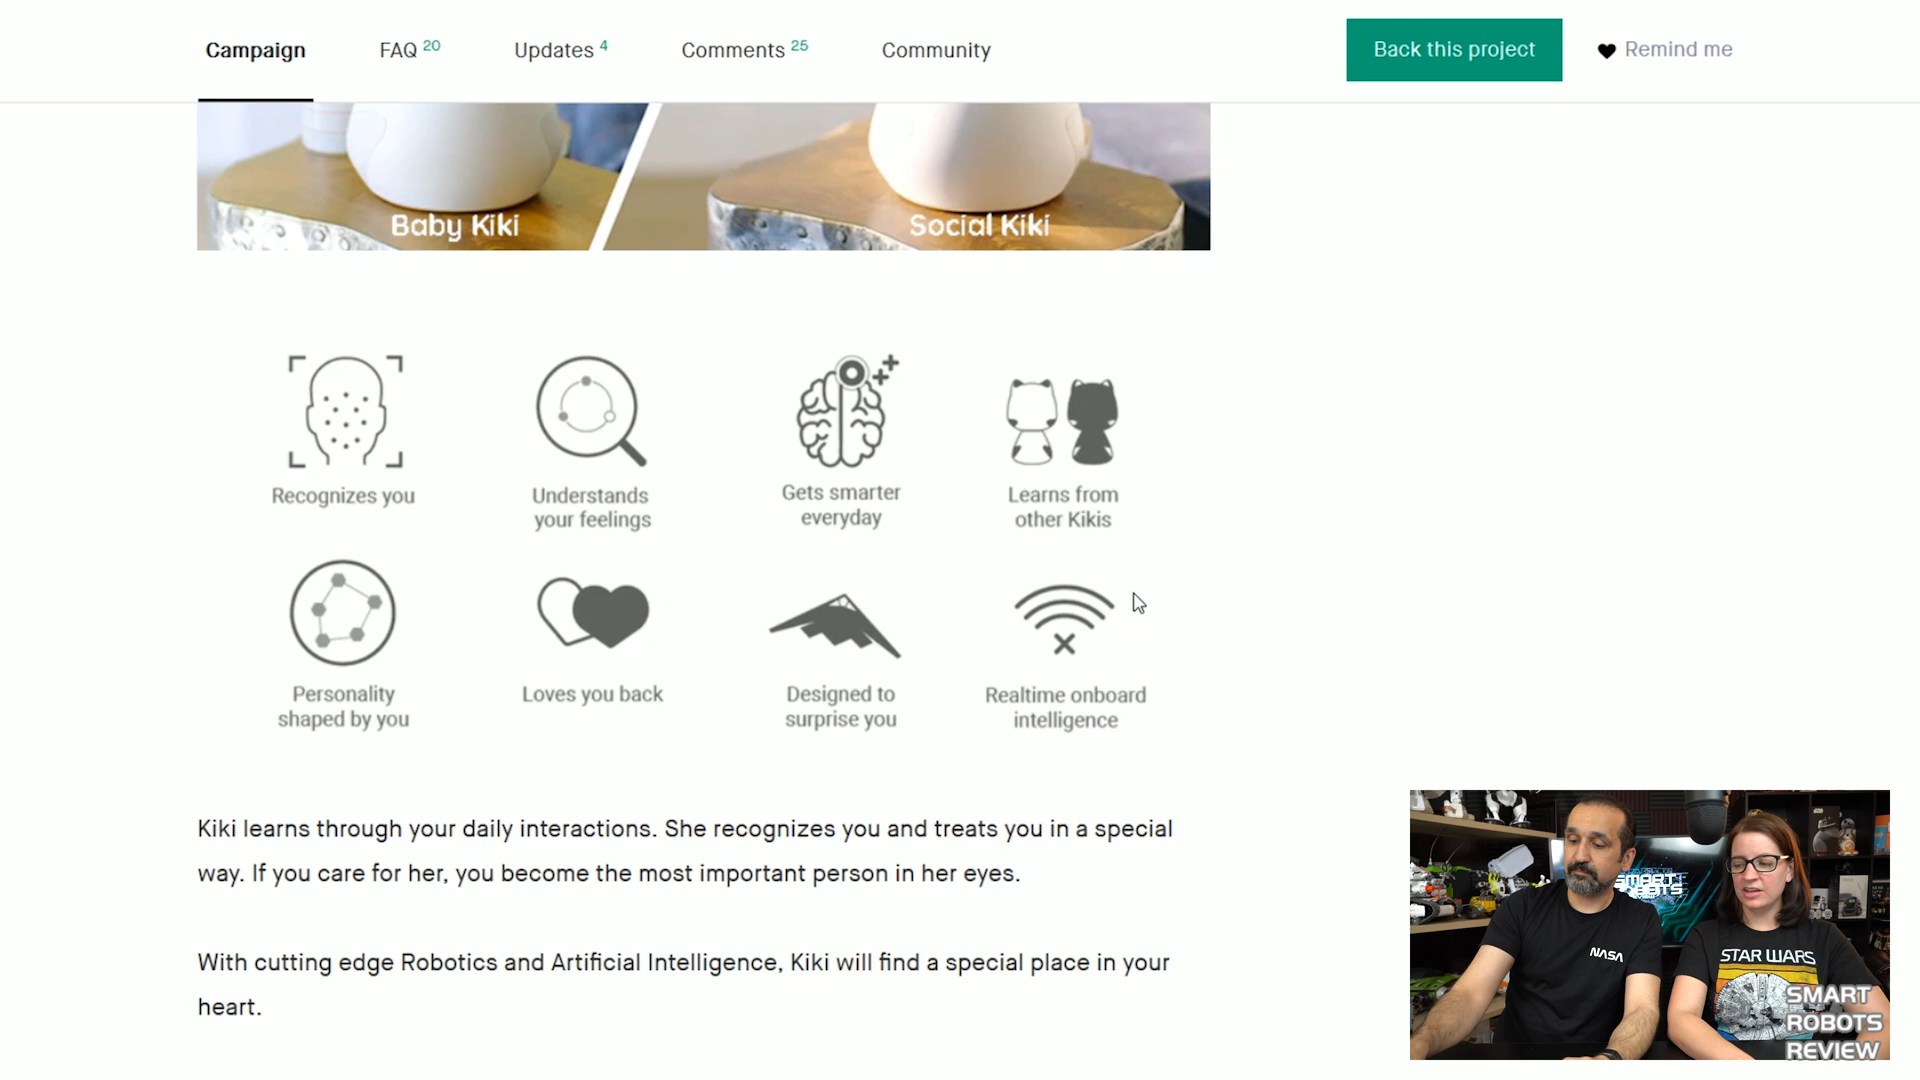 Campaign
FAQ 20
Updates 4
Comments 25
Community
Back this project
Remind me
Baby Kiki
Social Kiki
Recognizes you
Understands
your feelings
Gets smarter
everyday
Learns from
other Kikis
Personality
shaped by you
Loves you back
Designed to
surprise you
Realtime onboard
intelligence
Kiki learns through your daily interactions. She recognizes you and treats you in a special
way. If you care for her, you become the most important person in her eyes.
With cutting edge Robotics and Artificial Intelligence, Kiki will find a special place in your
heart.
SMART
NASA
STAR WARS
SMART
ROBOTS
REVIEW